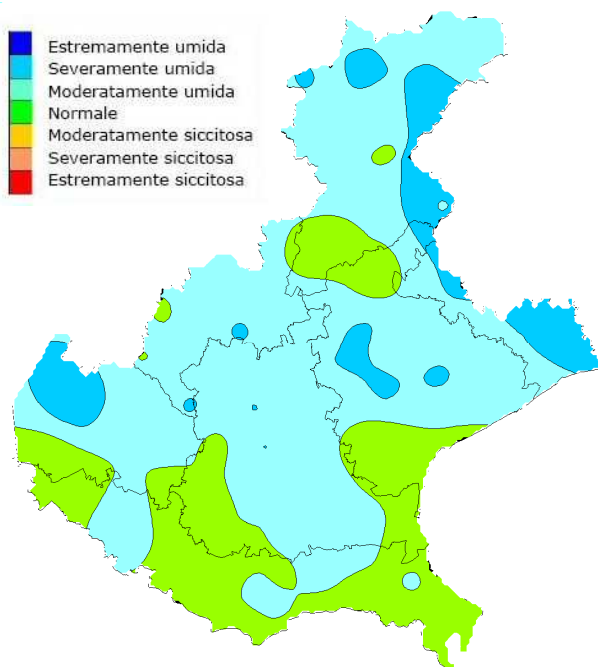 Estremamente umida
Severamente umida
Moderatamente umida
Normale
Moderatamente siccitosa
Severamente siccitosa
Estremamente siccitosa